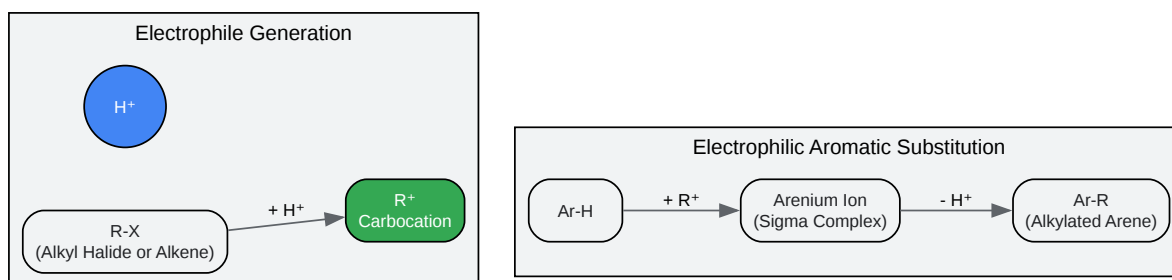 Electrophile Generation
H⁺
R-X
(Alkyl Halide or Alkene)
+ H⁺
R⁺
Carbocation
Electrophilic Aromatic Substitution
Ar-H
+ R⁺
Arenium Ion
(Sigma Complex)
- H⁺
Ar-R
(Alkylated Arene)